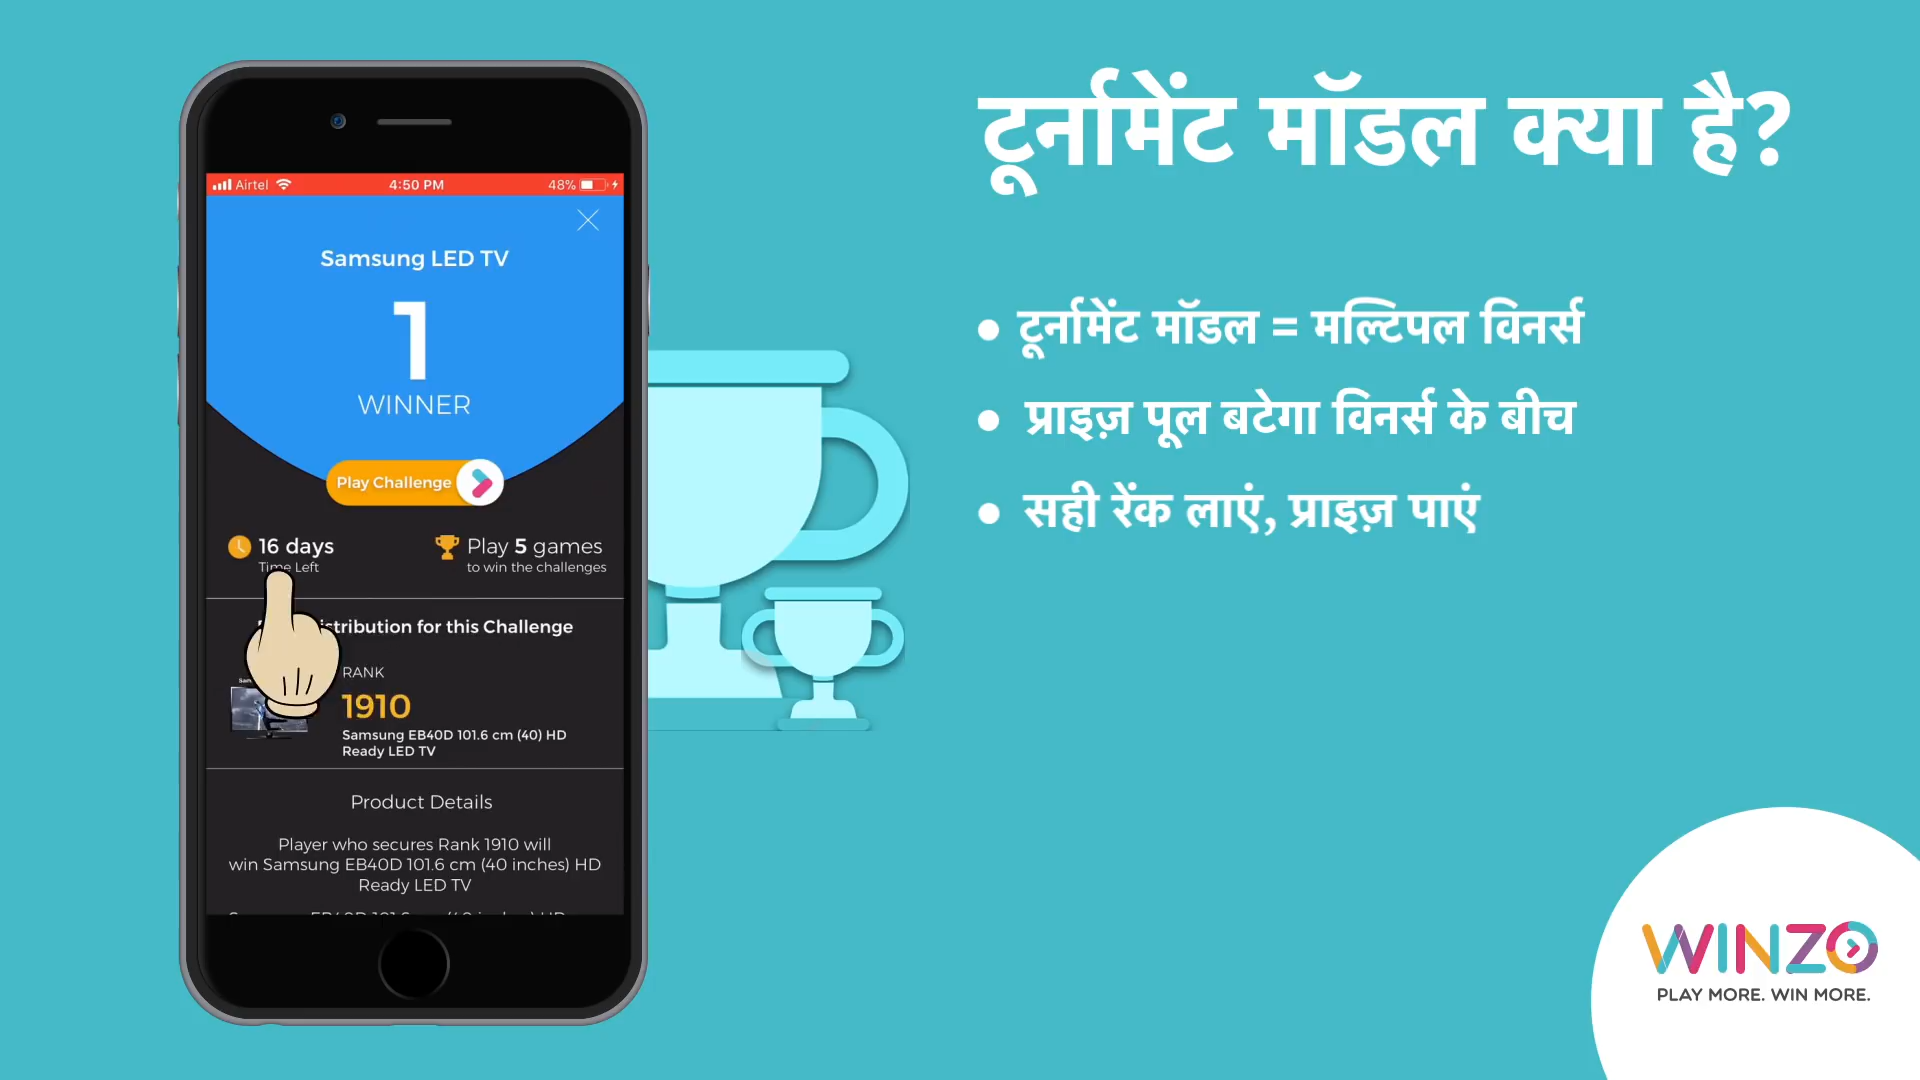 टूर्नामेंट मॉडल क्या है?
• टूर्नामेंट मॉडल = मल्टिपल विनर्स
• प्राइज़ पूल बटेगा विनर्स के बीच
• सही रेंक लाएं, प्राइज़ पाएं
Airtel 4:50 PM 48%
Samsung LED TV
1
WINNER
Play Challenge
16 days
Time Left
Play 5 games
to win the challenges
for this Challenge
RANK
1910
Samsung EB40D 101.6 cm (40) HD
Ready LED TV
Product Details
Player who secures Rank 1910 will
win Samsung EB40D 101.6 cm (40 inches) HD
Ready LED TV
WINZO
PLAY MORE. WIN MORE.